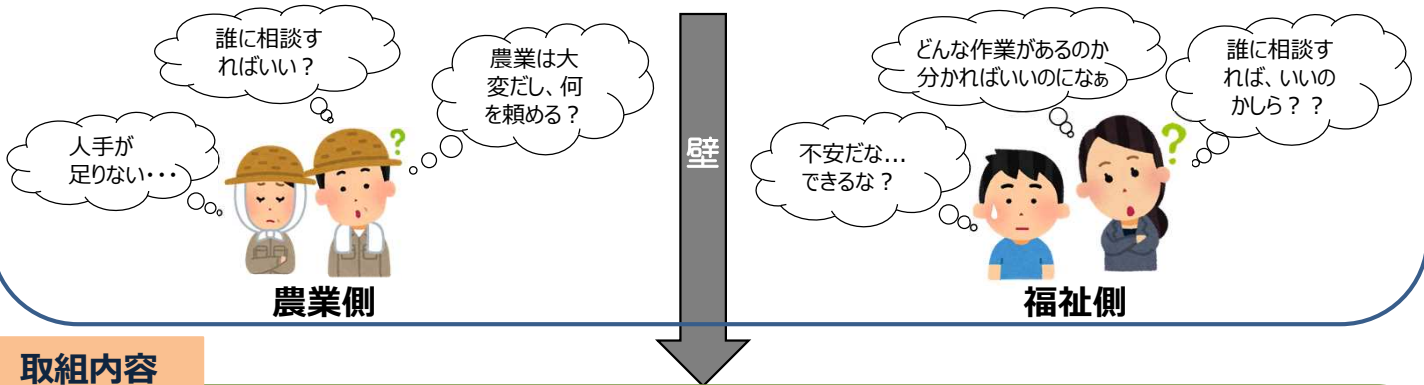 誰に相談す
ればいい？
農業は大
変だし、何
を頼める？
人手が
足りない・・・
農業側
壁
どんな作業があるのか
分かればいいのになぁ
誰に相談す
れば、いいの
かしら？？
不安だな…
できるな？
福祉側
取組内容